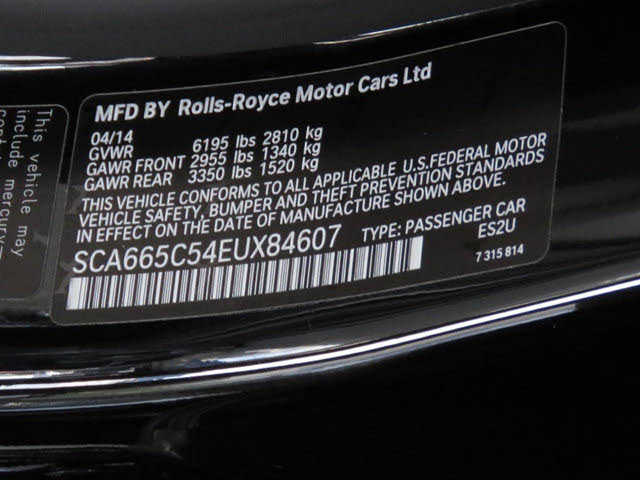 MFD BY Rolls-Royce Motor Cars Ltd
04/14
GVWR 6195 lbs 2810 kg
GAWR FRONT 2955 lbs 1340 kg
GAWR REAR 3350 lbs 1520 kg
THIS VEHICLE CONFORMS TO ALL APPLICABLE U.S.FEDERAL MOTOR
VEHICLE SAFETY, BUMPER AND THEFT PREVENTION STANDARDS
IN EFFECT ON THE DATE OF MANUFACTURE SHOWN ABOVE.
SCA665C54EUX84607 TYPE: PASSENGER CAR
ES2U
7 315 814
This vehicle may